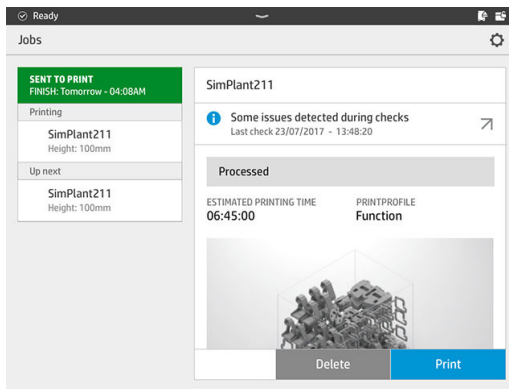 Ready
Jobs
SENT TO PRINT
FINISH: Tomorrow - 04:08AM
Printing
SimPlant211
Height: 100mm
Up next
SimPlant211
Height: 100mm
SimPlant211
Some issues detected during checks
Last check 23/07/2017 - 13:48:20
Processed
ESTIMATED PRINTING TIME
06:45:00
PRINTPROFILE
Function
Delete
Print